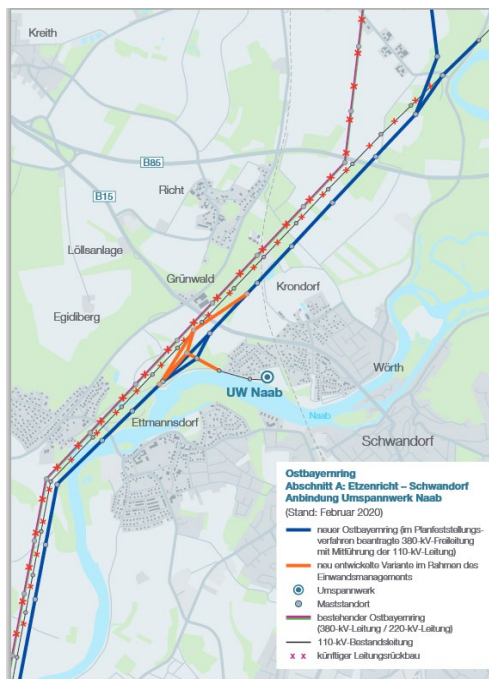 Kreith
B85
B15
Richt
Löllsanlage
Grünwald
Krondorf
Egidiberg
Wörth
UW Naab
Naab
Ettmannsdorf
Schwandorf
Ostbayernring
Abschnitt A: Etzenricht – Schwandorf
Anbindung Umspannwerk Naab
(Stand: Februar 2020)
neuer Ostbayernring (im Planfeststellungs-
verfahren beantragte 380-kV-Freileitung
mit Mitführung der 110-kV-Leitung)
neu entwickelte Variante im Rahmen des
Einwandsmanagements
Umspannwerk
Maststandort
bestehender Ostbayernring
(380-kV-Leitung / 220-kV-Leitung)
110-kV-Bestandsleitung
x x künftiger Leitungsrückbau